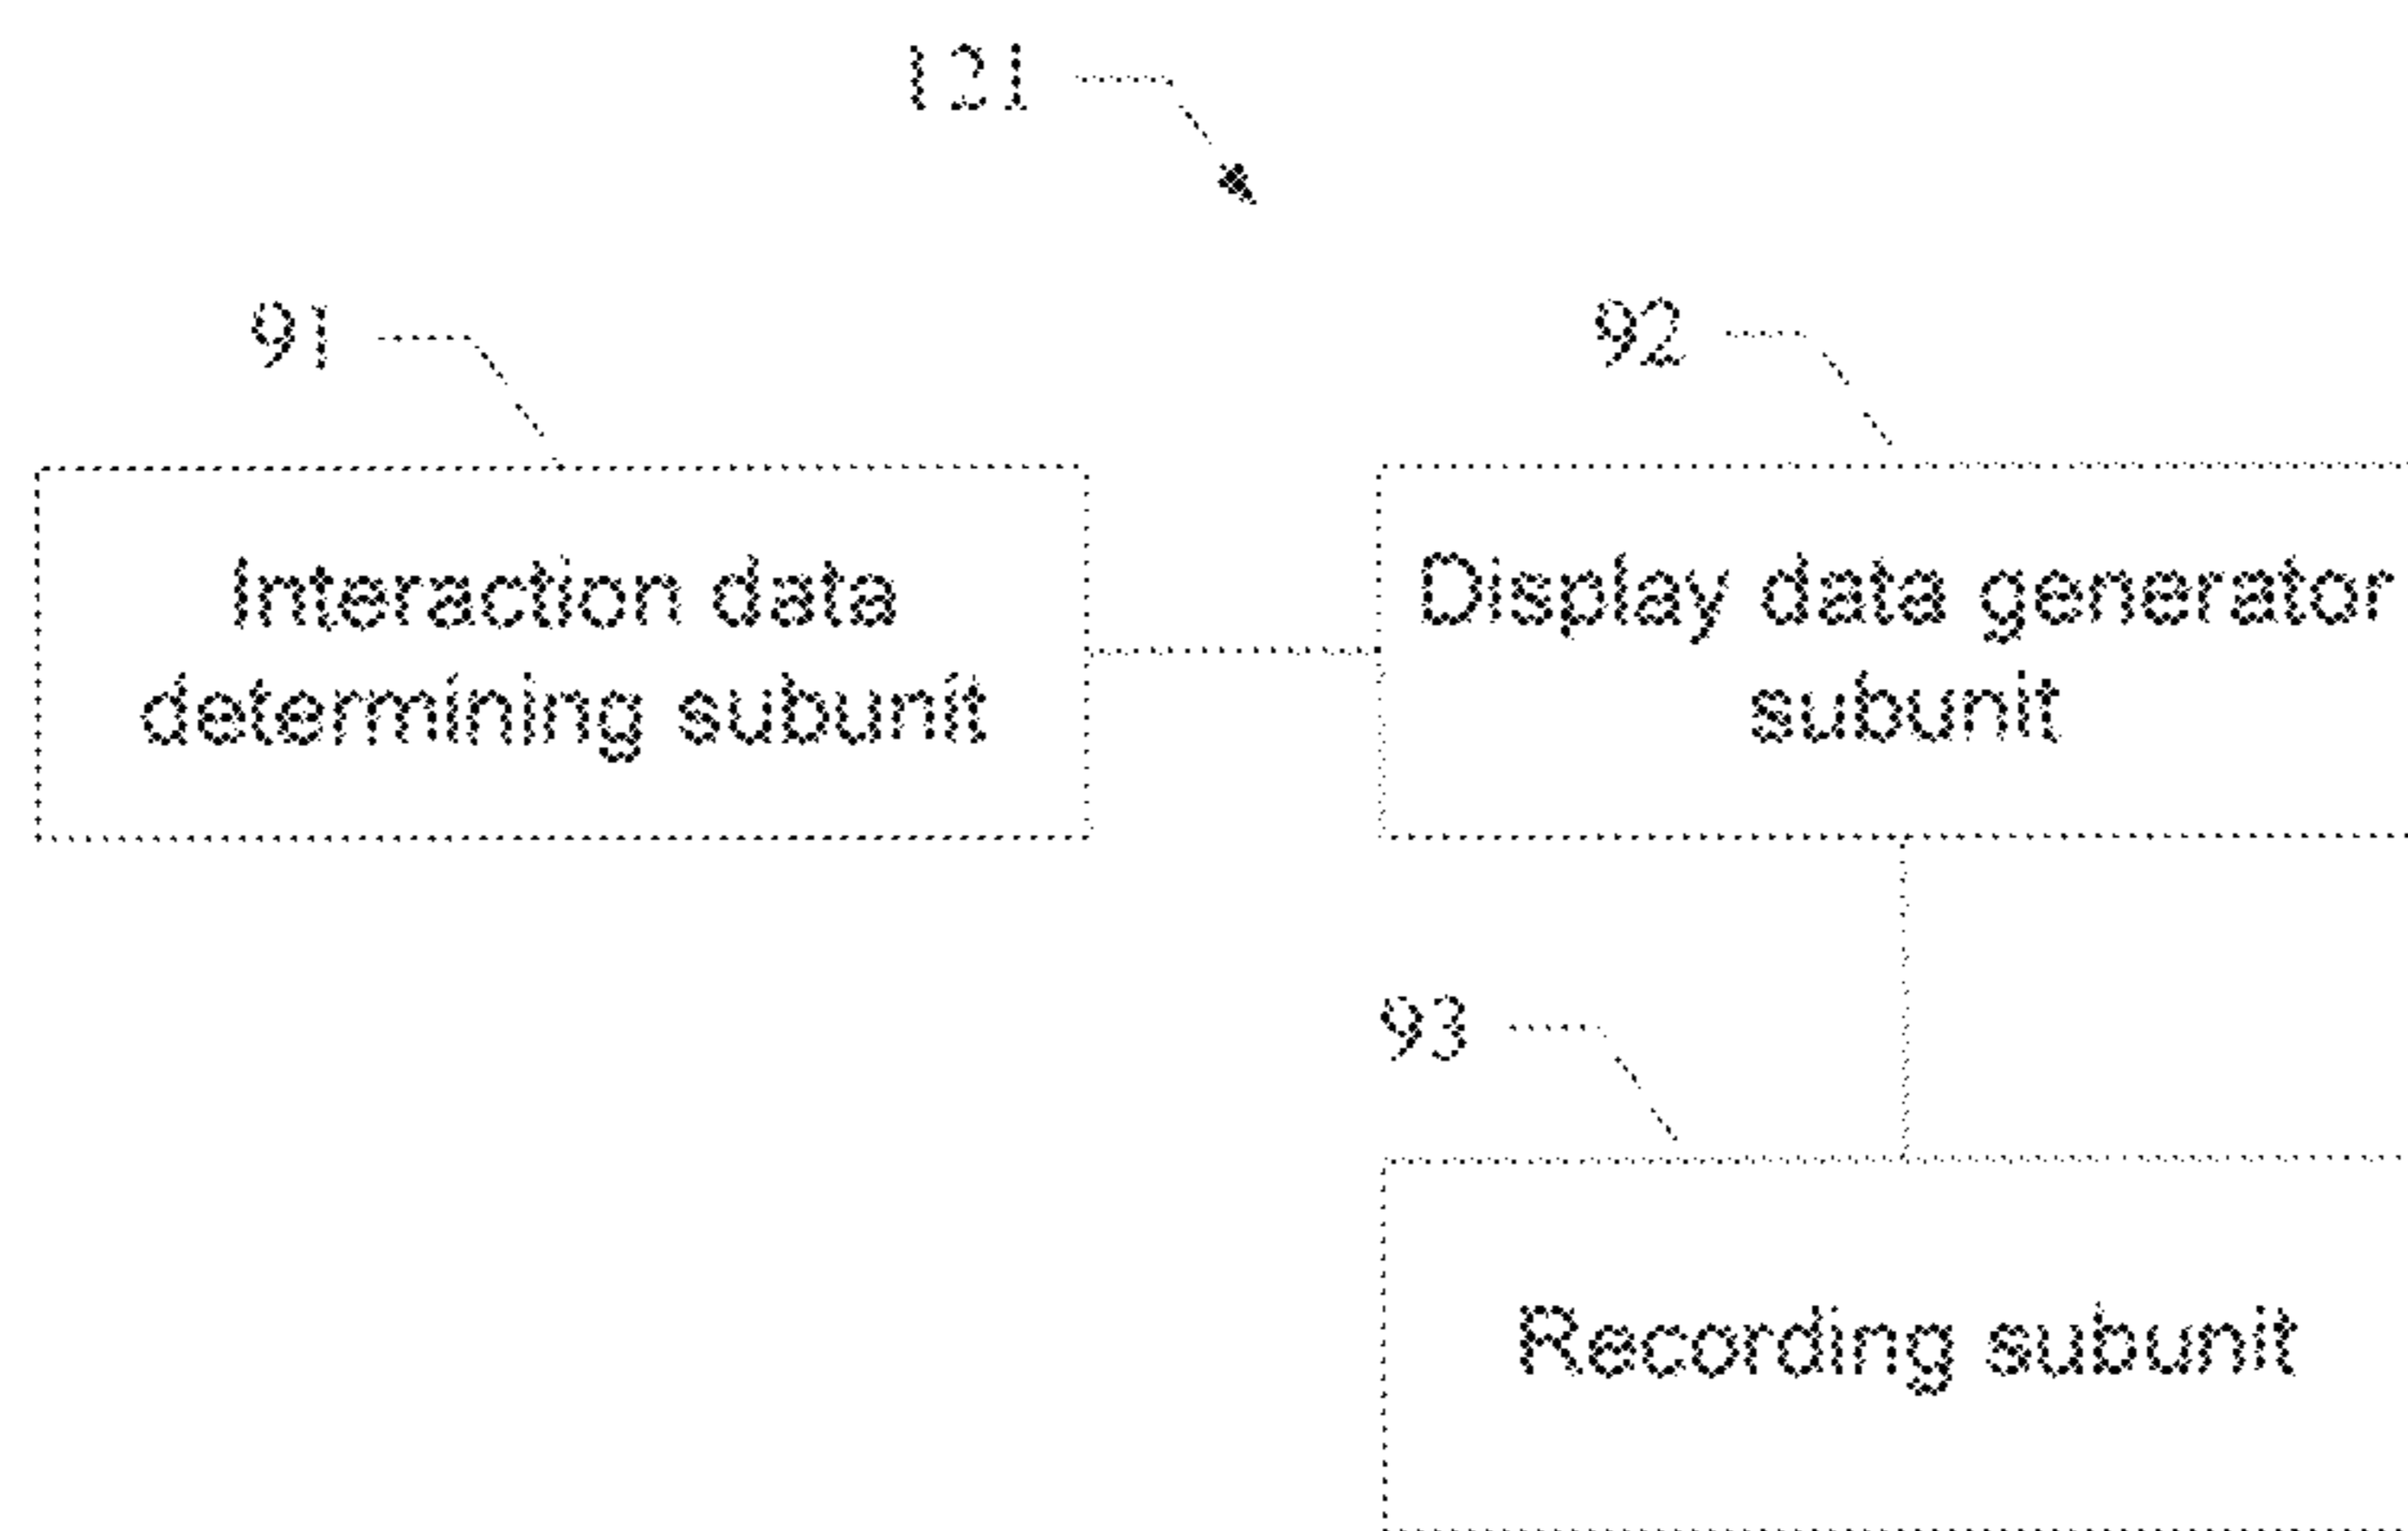 121
91
92
Interaction data
determining subunit
Display data generator
subunit
93
Recording subunit